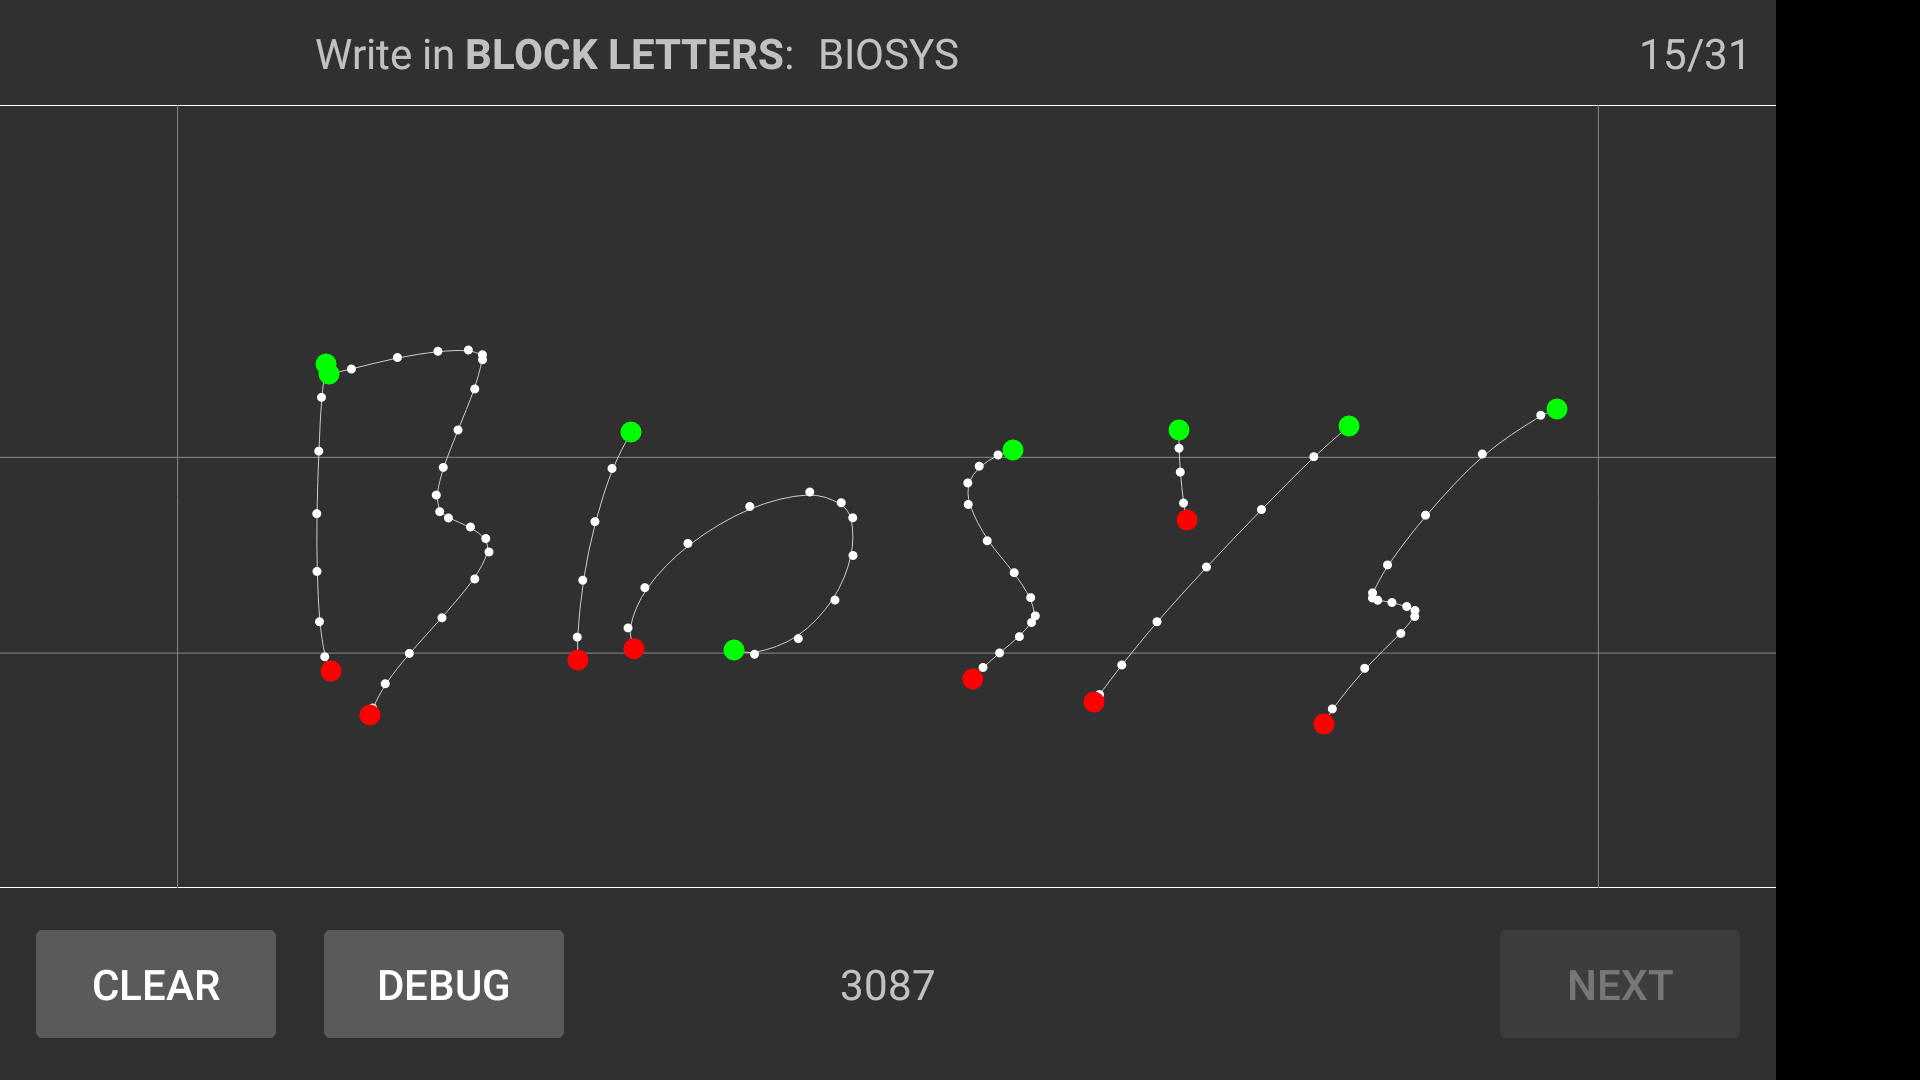 Write in BLOCK LETTERS: BIOSYS 15/31
BIOSYS
CLEAR DEBUG 3087 NEXT